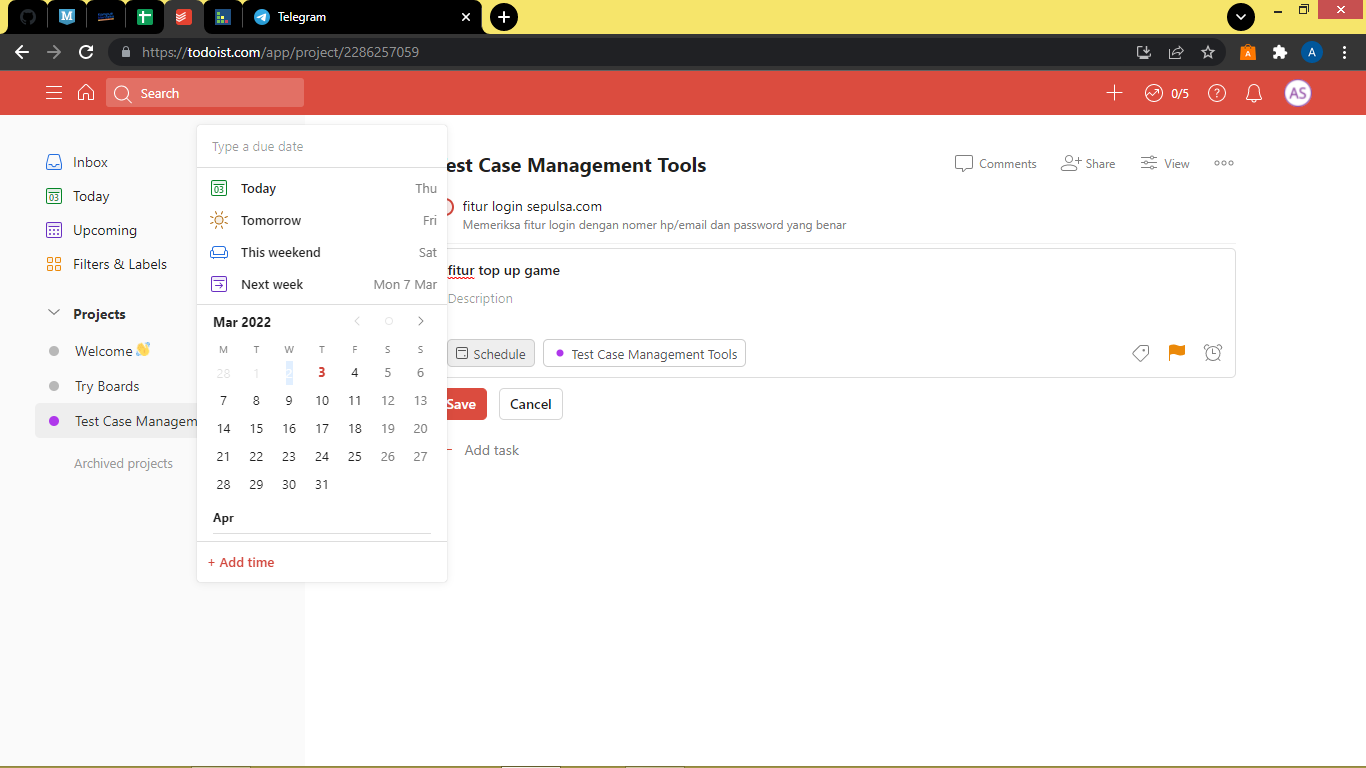 Telegram
https://todoist.com/app/project/2286257059
A
Search
0/5
AS
Inbox
03 Today
Upcoming
Filters & Labels
Projects
Welcome
Try Boards
Test Case Managem
Archived projects
Type a due date
03 Today Thu
Tomorrow Fri
This weekend Sat
Next week Mon 7 Mar
Mar 2022
M T W T F S S
28 1 2 3 4 5 6
7 8 9 10 11 12 13
14 15 16 17 18 19 20
21 22 23 24 25 26 27
28 29 30 31
Apr
+ Add time
est Case Management Tools
Comments
Share
View
fitur login sepulsa.com
Memeriksa fitur login dengan nomer hp/email dan password yang benar
fitur top up game
Description
Schedule
Test Case Management Tools
Save
Cancel
Add task